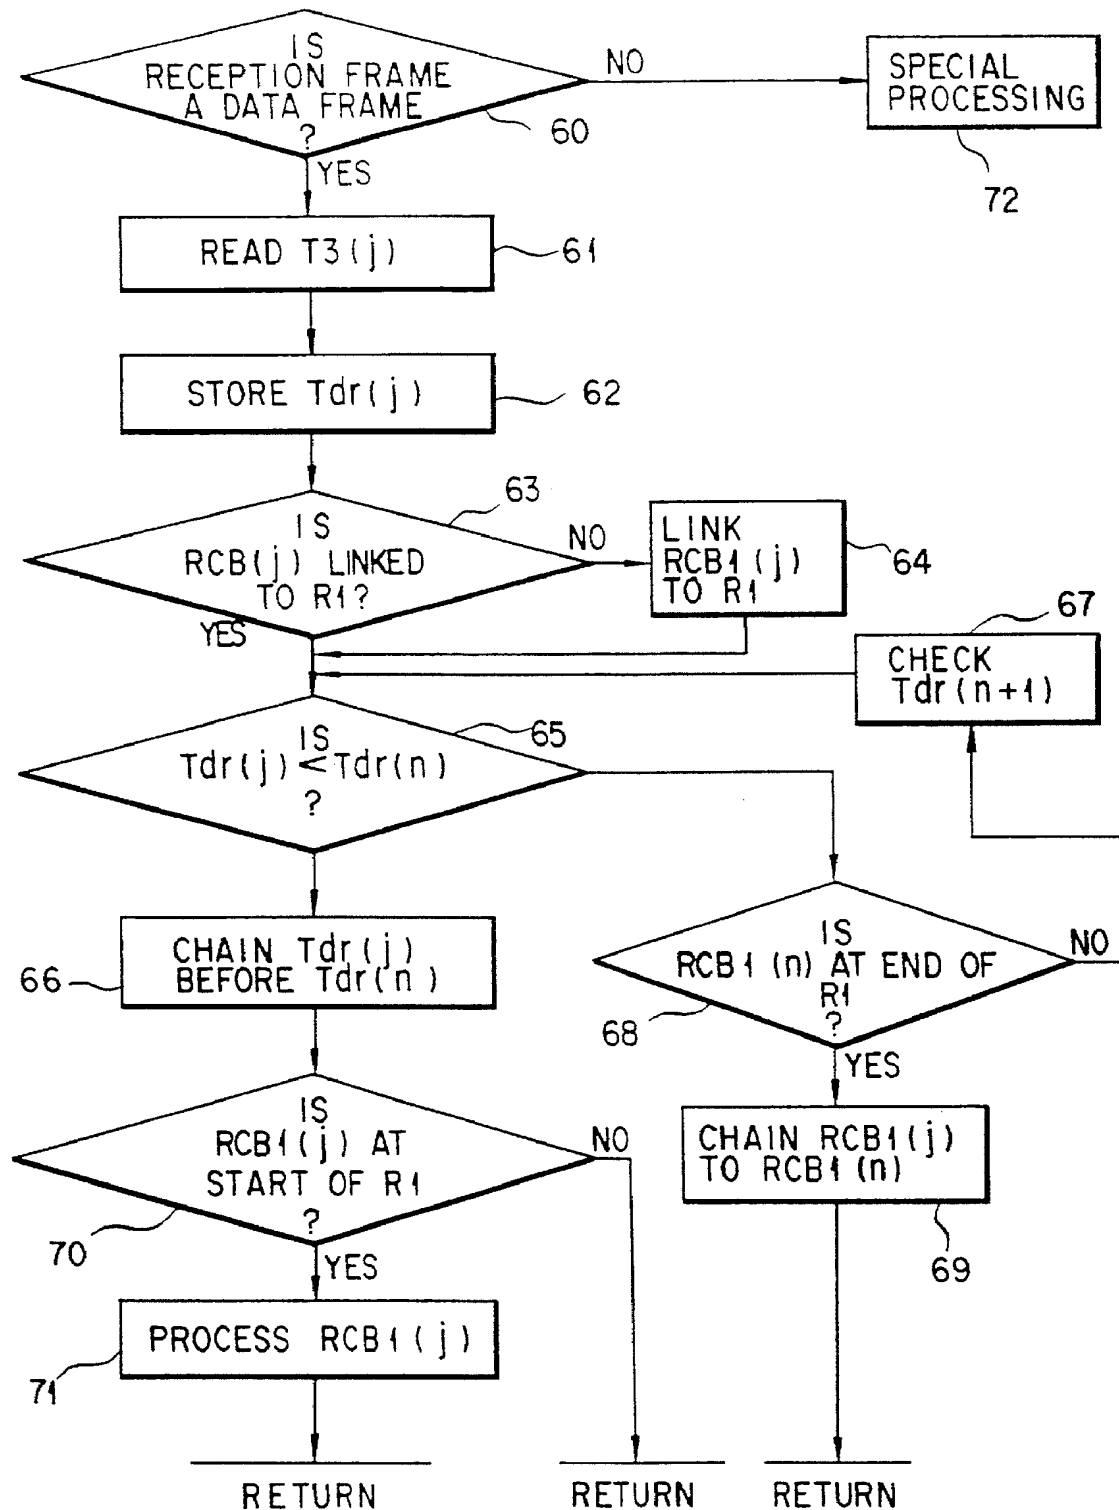 IS
RECEPTION FRAME
A DATA FRAME
?
60
NO
SPECIAL
PROCESSING
72
YES
READ T3(j)
61
STORE Tdr(j)
62
IS
RCB(j) LINKED
TO R1?
63
NO
LINK
RCB1(j)
TO R1
64
YES
67
CHECK
Tdr(n+1)
IS
Tdr(j) < Tdr(n)
?
65
CHAIN Tdr(j)
BEFORE Tdr(n)
66
IS
RCB1(n) AT END OF
R1
?
NO
68
YES
IS
RCB1(j) AT
START OF R1
?
NO
70
CHAIN RCB1(j)
TO RCB1(n)
69
YES
PROCESS RCB1(j)
71
RETURN
RETURN
RETURN